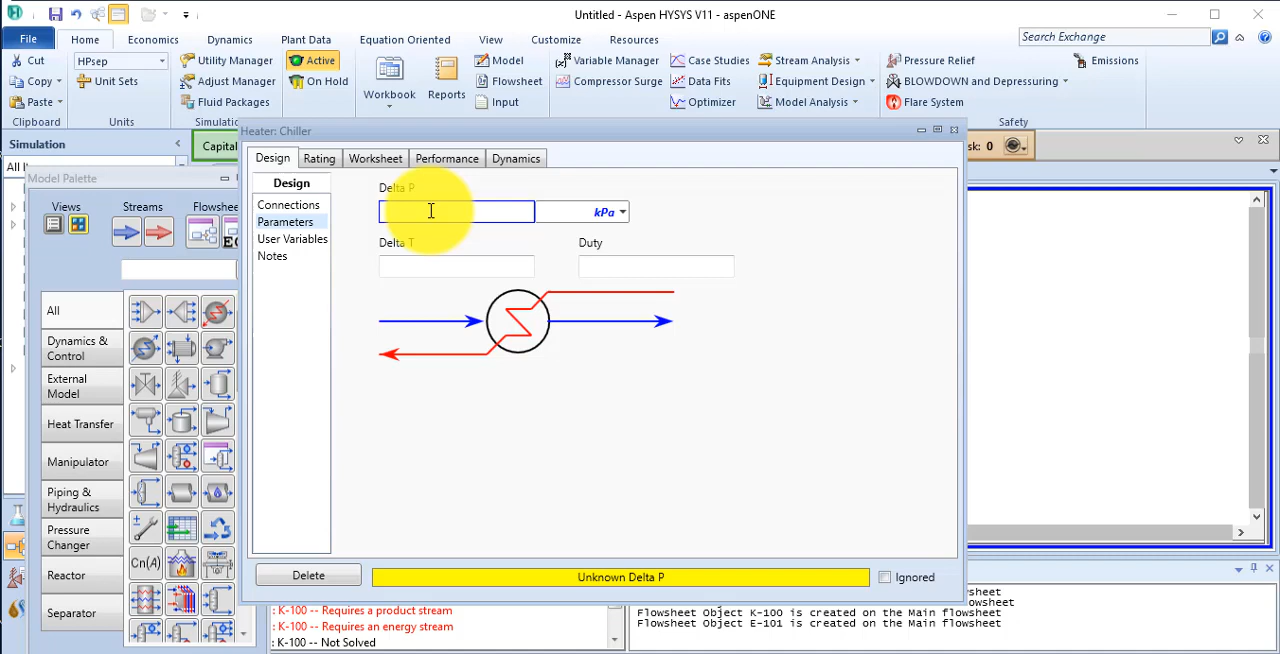 Untitled - Aspen HYSYS V11 - aspenONE
File Home Economics Dynamics Plant Data Equation Oriented View Customize Resources Search Exchange
Cut HPsep Utility Manager Active Model Variable Manager Case Studies Stream Analysis Pressure Relief Emissions
Copy Unit Sets Adjust Manager On Hold Workbook Reports Flowsheet Compressor Surge Data Fits Equipment Design BLOWDOWN and Depressuring
Paste Fluid Packages Input Optimizer Model Analysis Flare System
Clipboard Units Safety
Simulation Capital
Heater: Chiller
Model Palette
Views Streams
Design Rating Worksheet Performance Dynamics
Design
Connections
Parameters
User Variables
Notes
Delta P
kPa
Delta T Duty
All
Dynamics & Control
External Model
Heat Transfer
Manipulator
Piping & Hydraulics
Pressure Changer
Reactor
Separator
Cn(A)
Delete Unknown Delta P Ignored
: K-100 -- Requires a product stream
: K-100 -- Requires an energy stream
: K-100 -- Not Solved
Flowsheet Object K-100 is created on the Main flowsheet
Flowsheet Object E-101 is created on the Main flowsheet